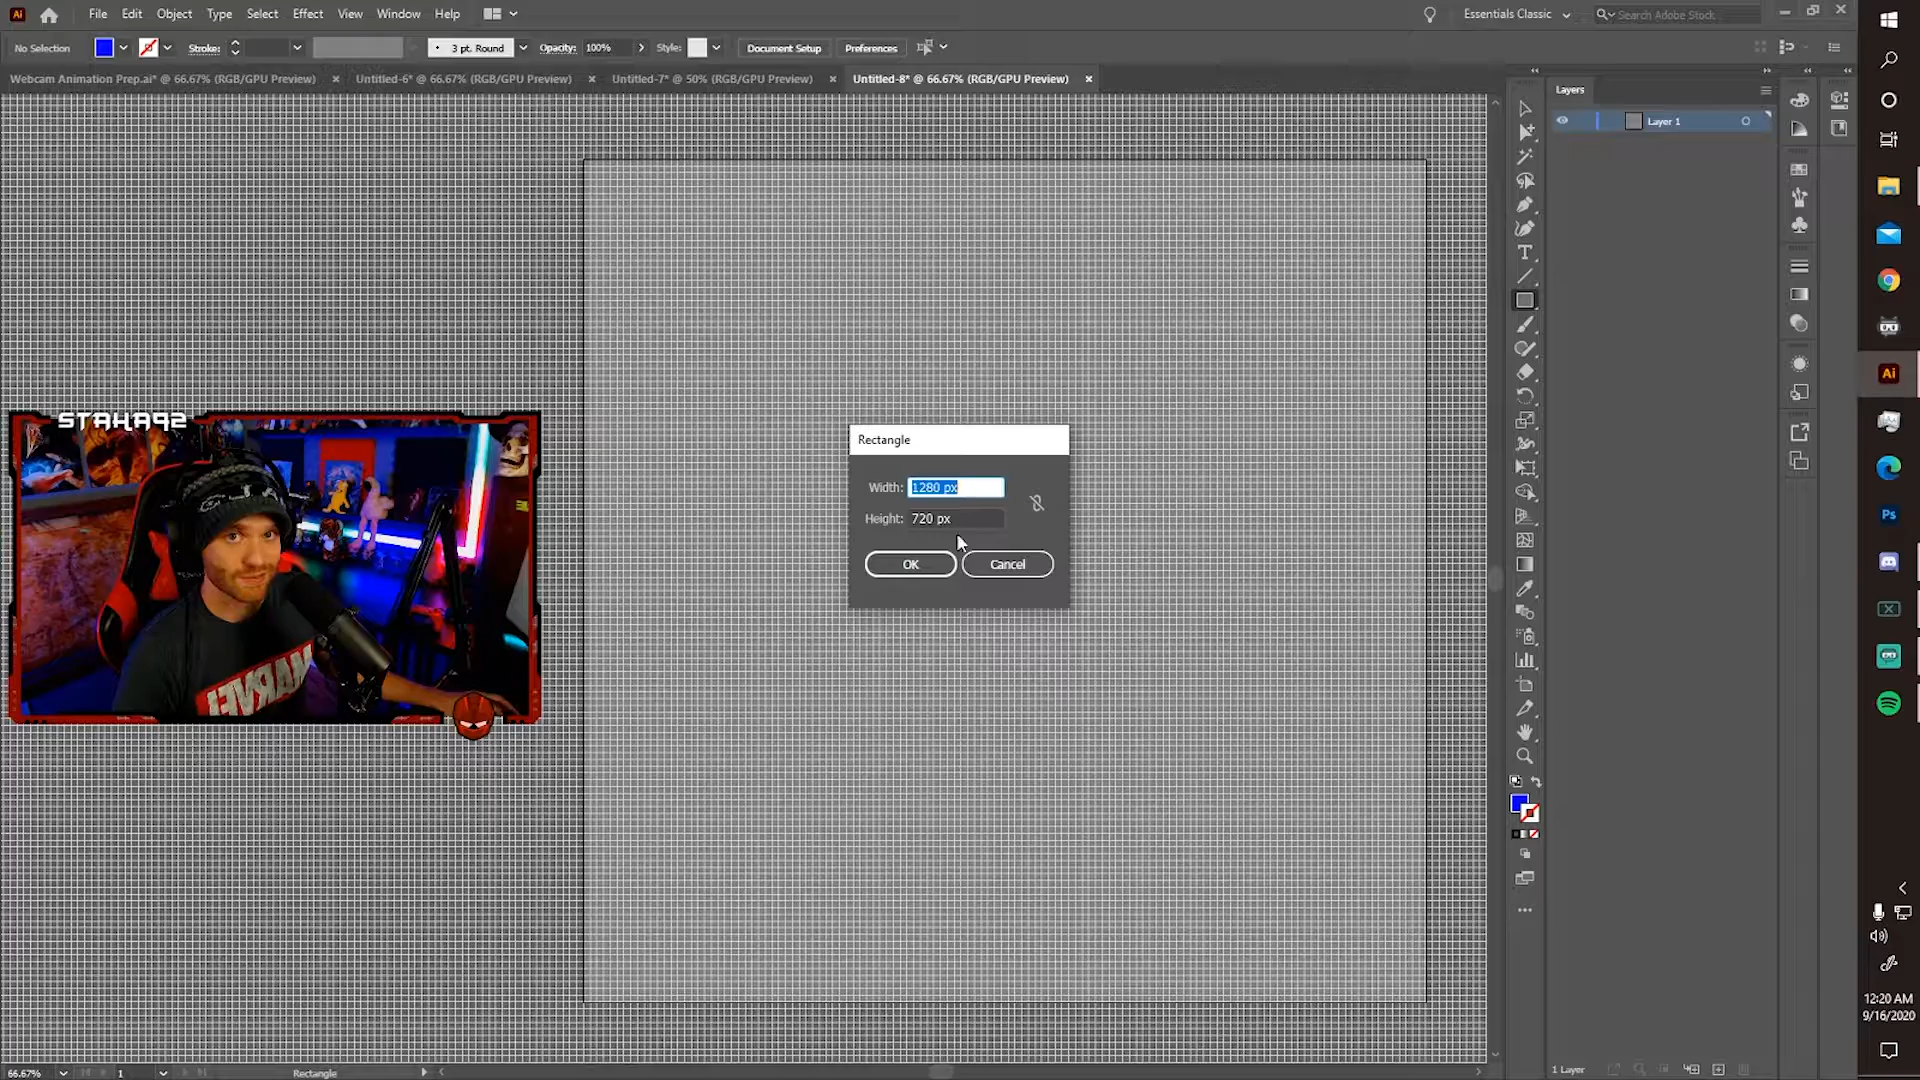 Ai File Edit Object Type Select Effect View Window Help Essentials Classic Search Adobe Stock
No Selection Stroke: 3 pt. Round Opacity: 100% Style: Document Setup Preferences
Webcam Animation Prep.ai* @ 66.67% (RGB/GPU Preview) × Untitled-6* @ 66.67% (RGB/GPU Preview) × Untitled-7* @ 50% (RGB/GPU Preview) × Untitled-8* @ 66.67% (RGB/GPU Preview) ×
Layers
Layer 1
Ai
STAHA92
Rectangle
Width: 1280 px
Height: 720 px
OK Cancel
Ps
MARVEL
12:20 AM
9/16/2020
66.67% 1 Rectangle 1 Layer